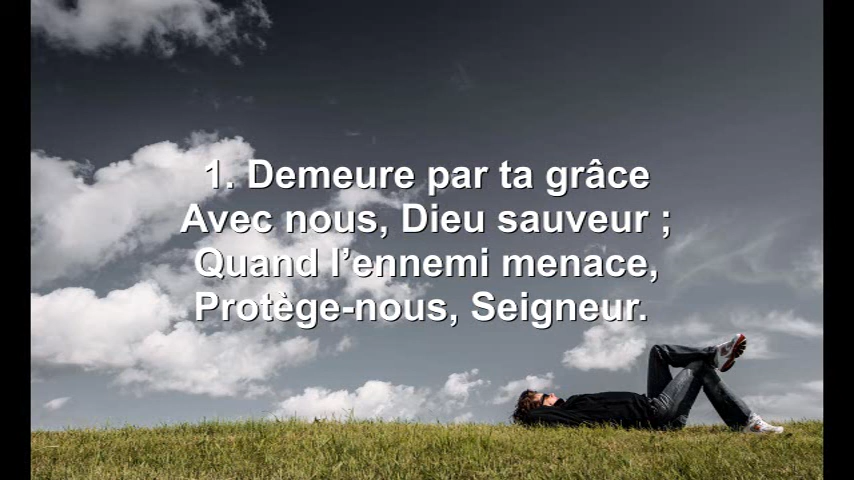 1. Demeure par ta grâce
Avec nous, Dieu sauveur ;
Quand l’ennemi menace,
Protège-nous, Seigneur.